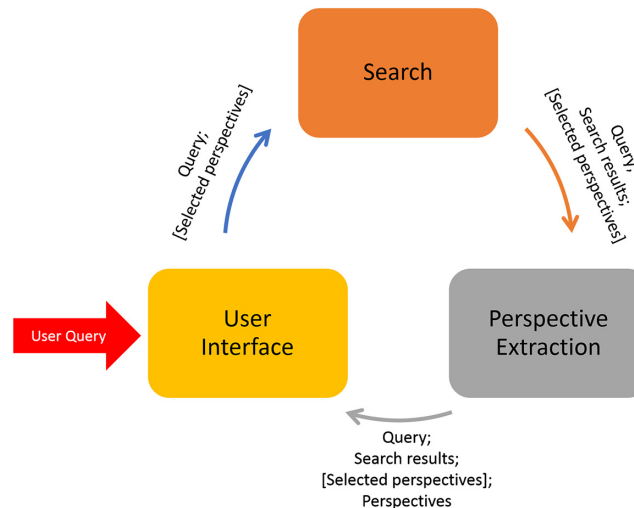 Search
Query;
[Selected perspectives]
Query;
Search results;
[Selected perspectives]
User Query
User
Interface
Perspective
Extraction
Query;
Search results;
[Selected perspectives];
Perspectives